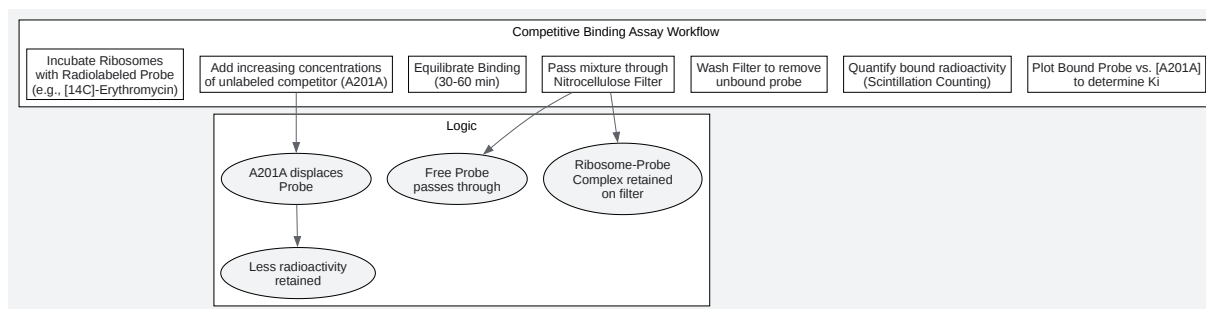 Competitive Binding Assay Workflow
Incubate Ribosomes
with Radiolabeled Probe
(e.g., [14C]-Erythromycin)
Add increasing concentrations
of unlabeled competitor (A201A)
Equilibrate Binding
(30-60 min)
Pass mixture through
Nitrocellulose Filter
Wash Filter to remove
unbound probe
Quantify bound radioactivity
(Scintillation Counting)
Plot Bound Probe vs. [A201A]
to determine Ki
Logic
A201A displaces
Probe
Free Probe
passes through
Ribosome-Probe
Complex retained
on filter
Less radioactivity
retained